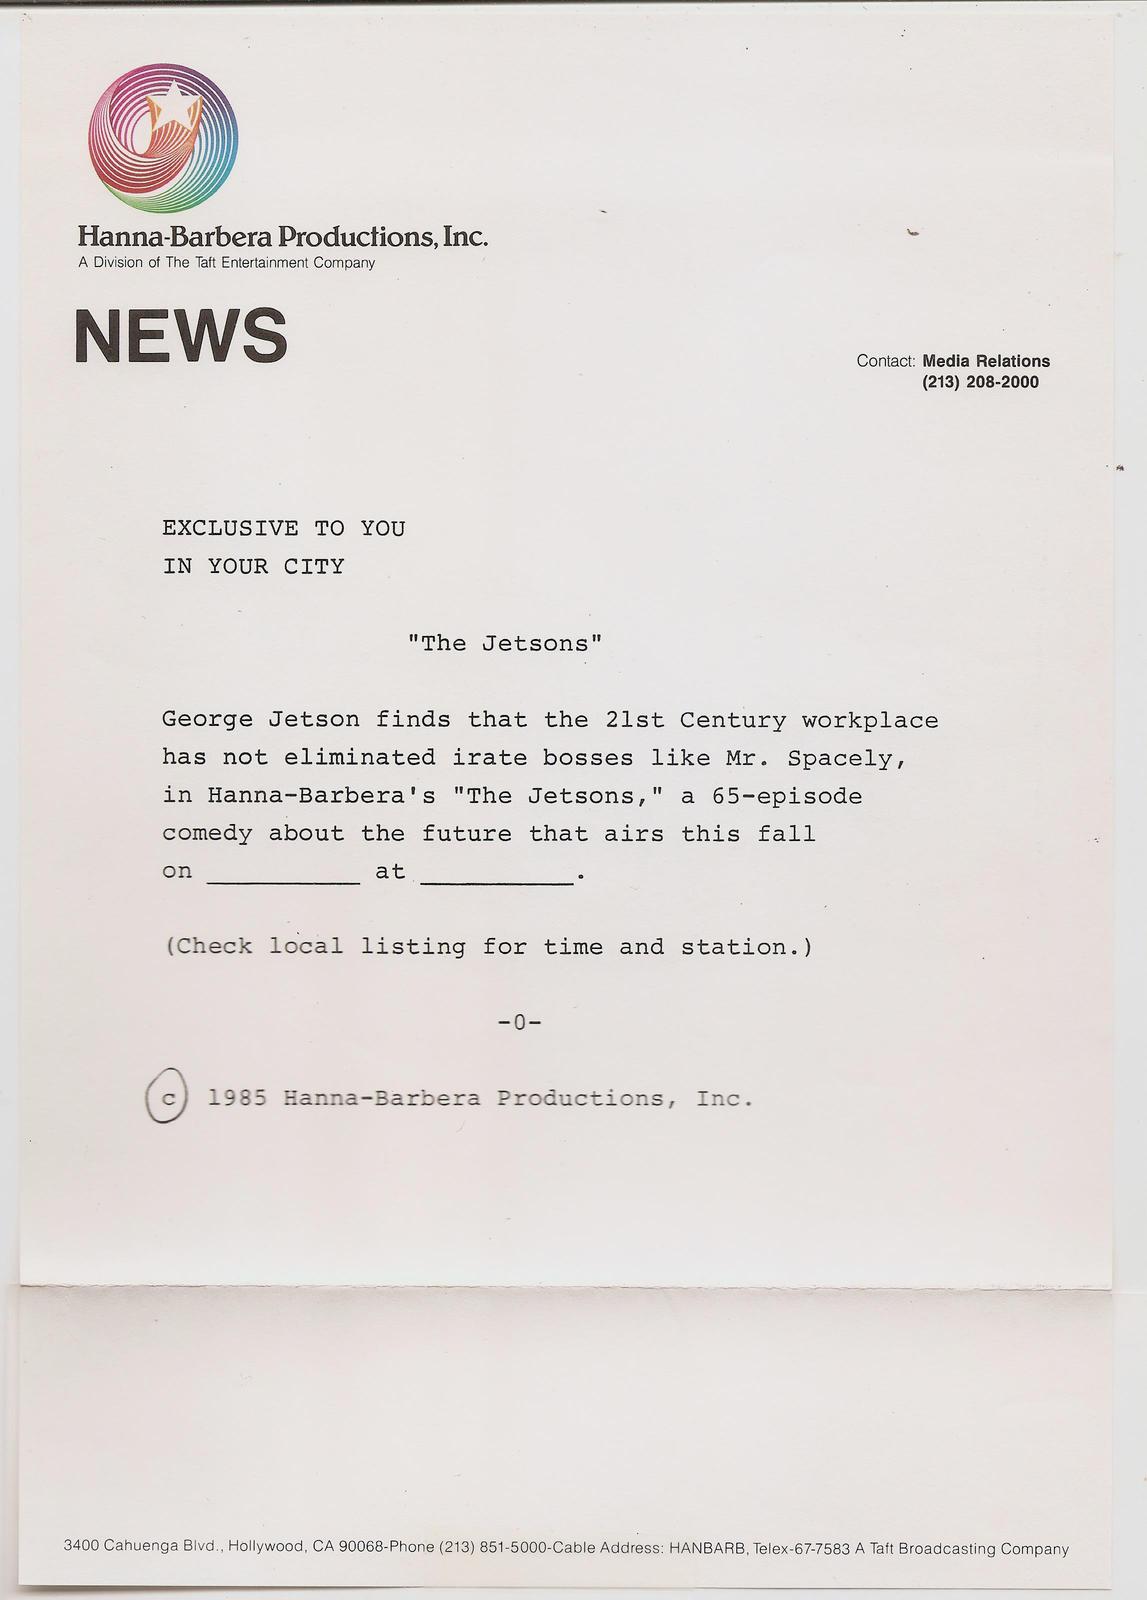 Hanna-Barbera Productions, Inc.
A Division of The Taft Entertainment Company
NEWS
Contact: Media Relations
(213) 208-2000
EXCLUSIVE TO YOU
IN YOUR CITY
"The Jetsons"
George Jetson finds that the 21st Century workplace
has not eliminated irate bosses like Mr. Spacely,
in Hanna-Barbera's "The Jetsons," a 65-episode
comedy about the future that airs this fall
on __________ at __________.
(Check local listing for time and station.)
-0-
© 1985 Hanna-Barbera Productions, Inc.
3400 Cahuenga Blvd., Hollywood, CA 90068-Phone (213) 851-5000-Cable Address: HANBARB, Telex-67-7583 A Taft Broadcasting Company